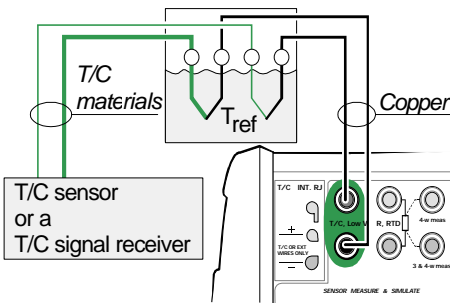 T/C
materials
Tref
Copper
T/C sensor
or a
T/C signal receiver
T/C INT. RJ
T/C, Low V R, RTD
4-w meas
+
T/C OR EXT
WIRES ONLY
–
3 & 4-w meas
SENSOR MEASURE & SIMULATE